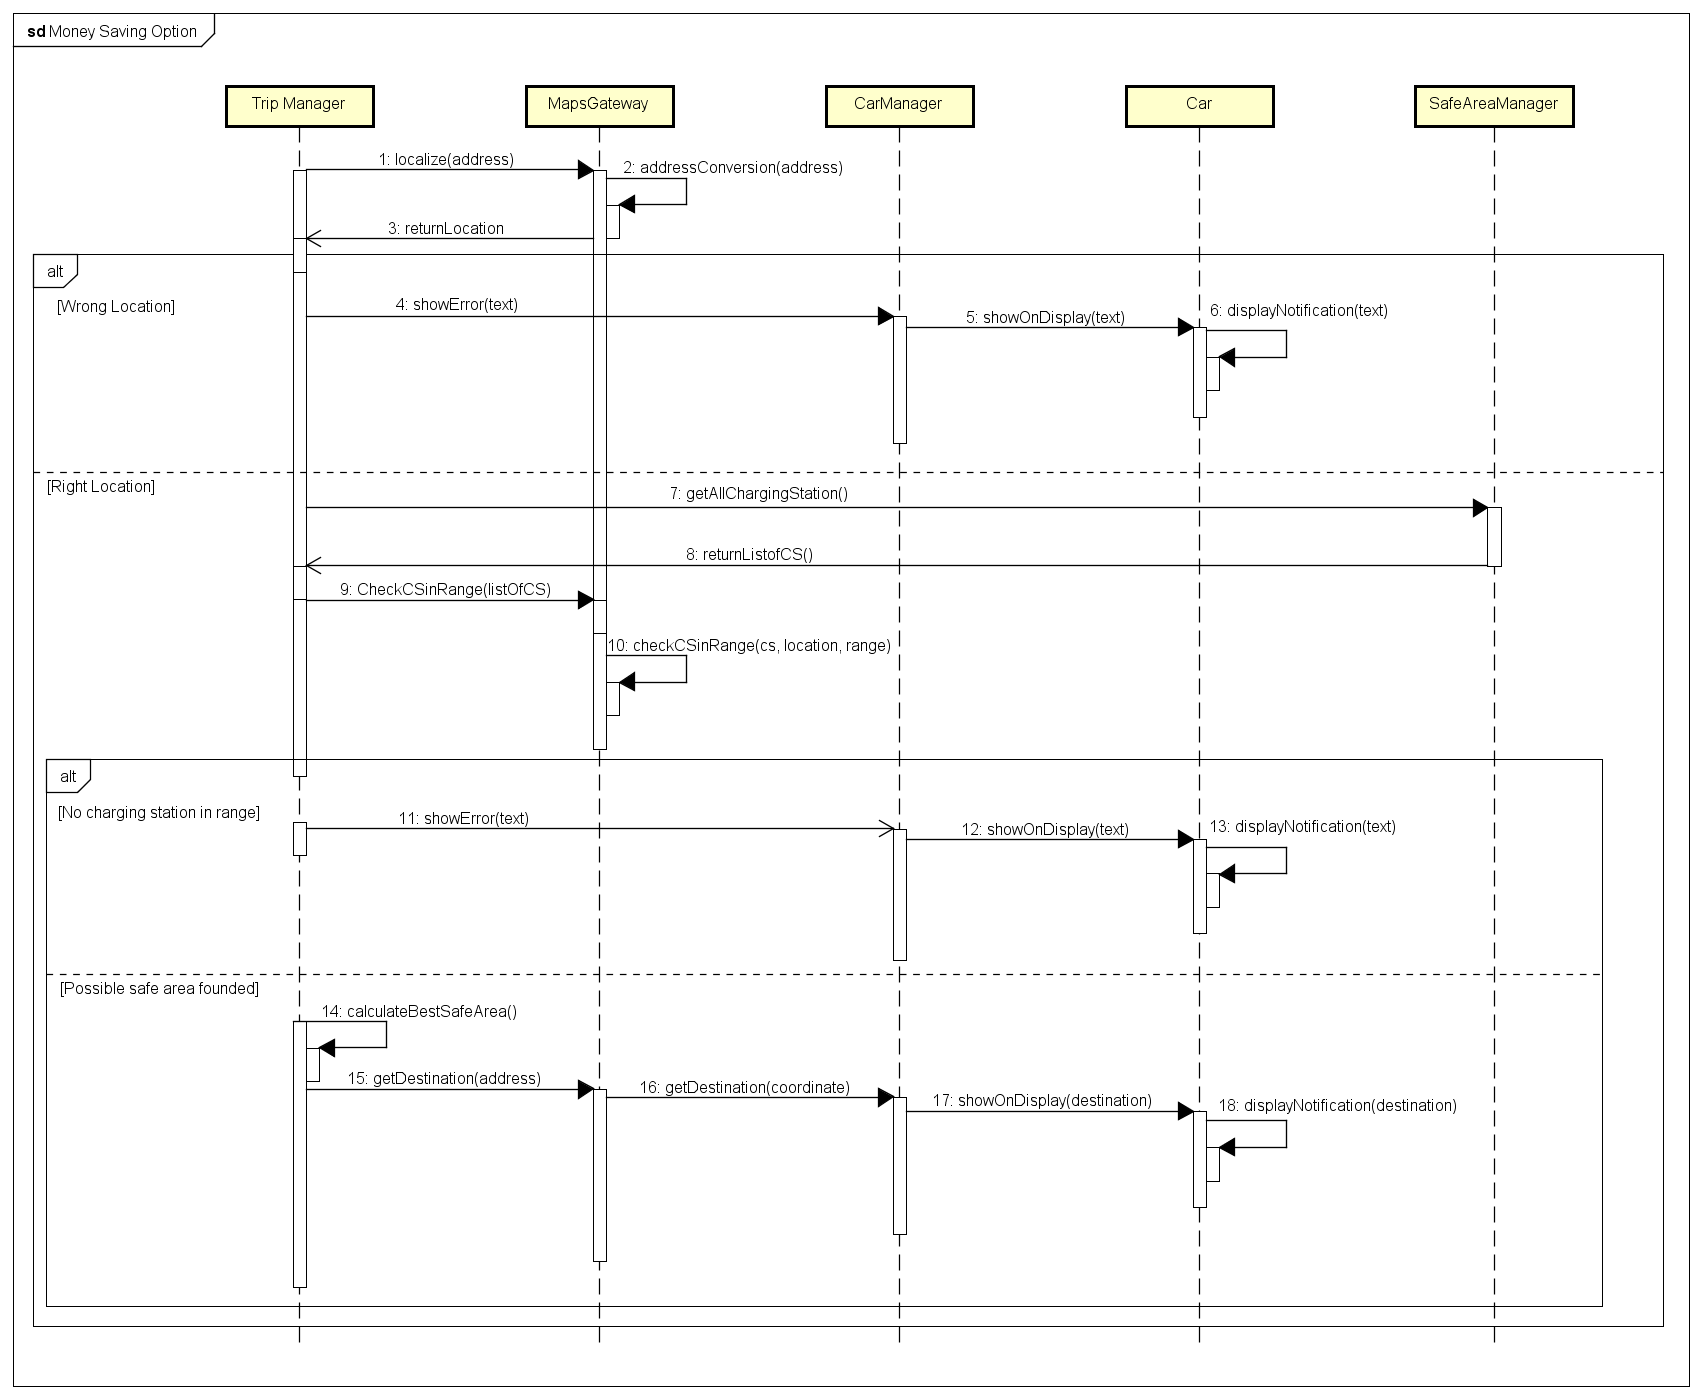 sd Money Saving Option
Trip Manager
MapsGateway
CarManager
Car
SafeAreaManager
1: localize(address)
2: addressConversion(address)
3: returnLocation
alt
[Wrong Location]
4: showError(text)
5: showOnDisplay(text)
6: displayNotification(text)
[Right Location]
7: getAllChargingStation()
8: returnListofCS()
9: CheckCSinRange(listOfCS)
10: checkCSinRange(cs, location, range)
alt
[No charging station in range]
11: showError(text)
12: showOnDisplay(text)
13: displayNotification(text)
[Possible safe area founded]
14: calculateBestSafeArea()
15: getDestination(address)
16: getDestination(coordinate)
17: showOnDisplay(destination)
18: displayNotification(destination)